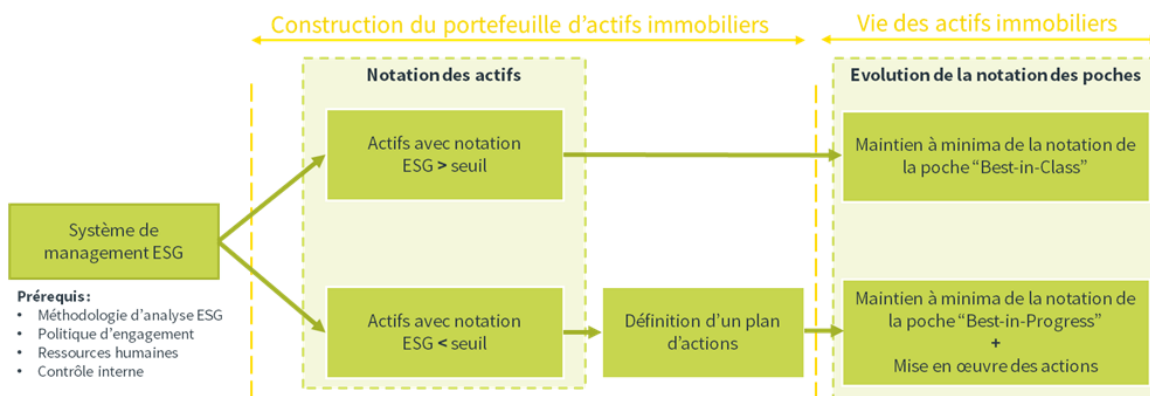 Construction du portefeuille d’actifs immobiliers
Vie des actifs immobiliers
Notation des actifs
Evolution de la notation des poches
Actifs avec notation
ESG > seuil
Maintien à minima de la notation de
la poche “Best-in-Class”
Système de
management ESG
Prérequis :
• Méthodologie d’analyse ESG
• Politique d’engagement
• Ressources humaines
• Contrôle interne
Actifs avec notation
ESG < seuil
Définition d’un plan
d’actions
Maintien à minima de la notation de
la poche “Best-in-Progress”
+
Mise en œuvre des actions